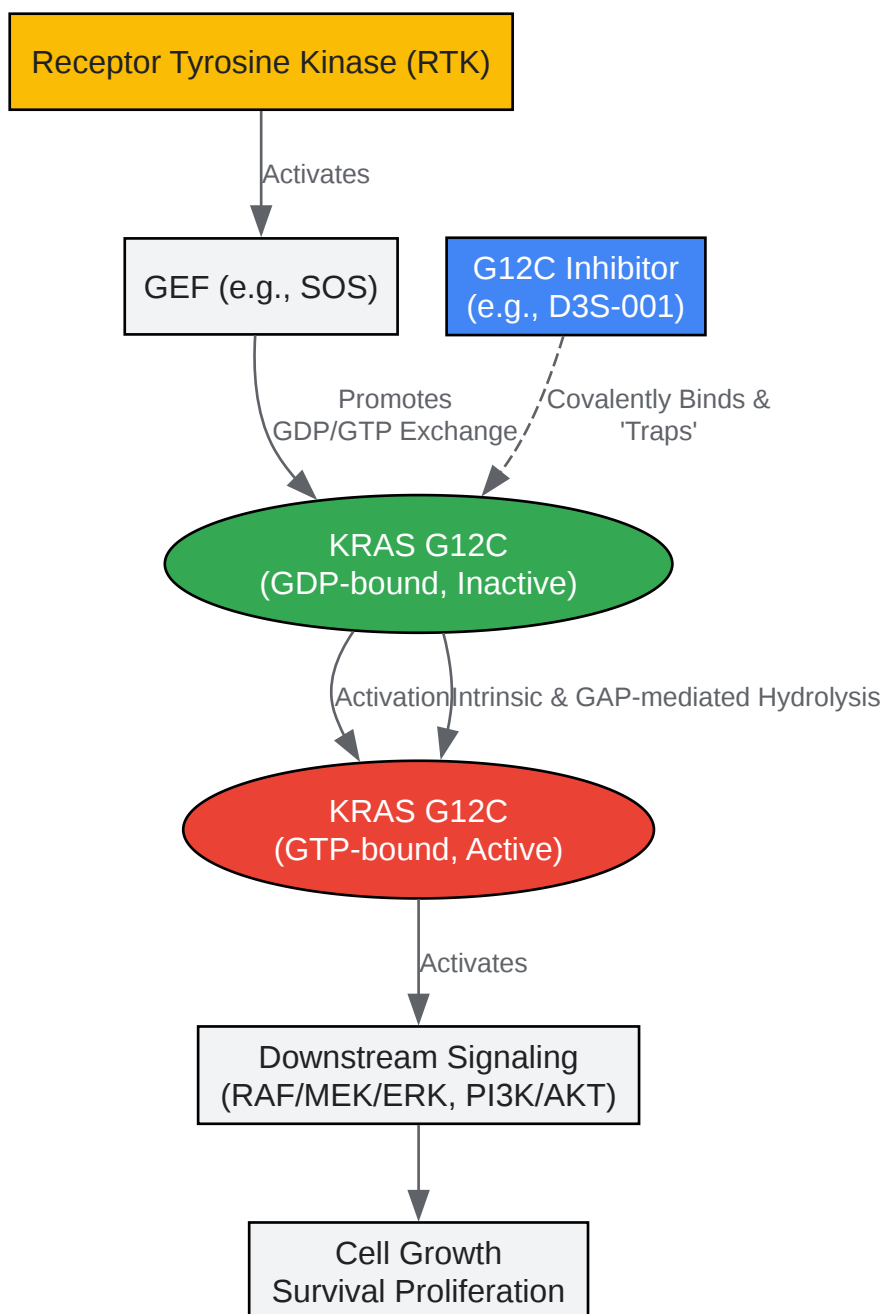 Receptor Tyrosine Kinase (RTK)
Activates
GEF (e.g., SOS)
G12C Inhibitor
(e.g., D3S-001)
Promotes
GDP/GTP Exchange
Covalently Binds &
'Traps'
KRAS G12C
(GDP-bound, Inactive)
Activation
Intrinsic & GAP-mediated Hydrolysis
KRAS G12C
(GTP-bound, Active)
Activates
Downstream Signaling
(RAF/MEK/ERK, PI3K/AKT)
Cell Growth
Survival Proliferation